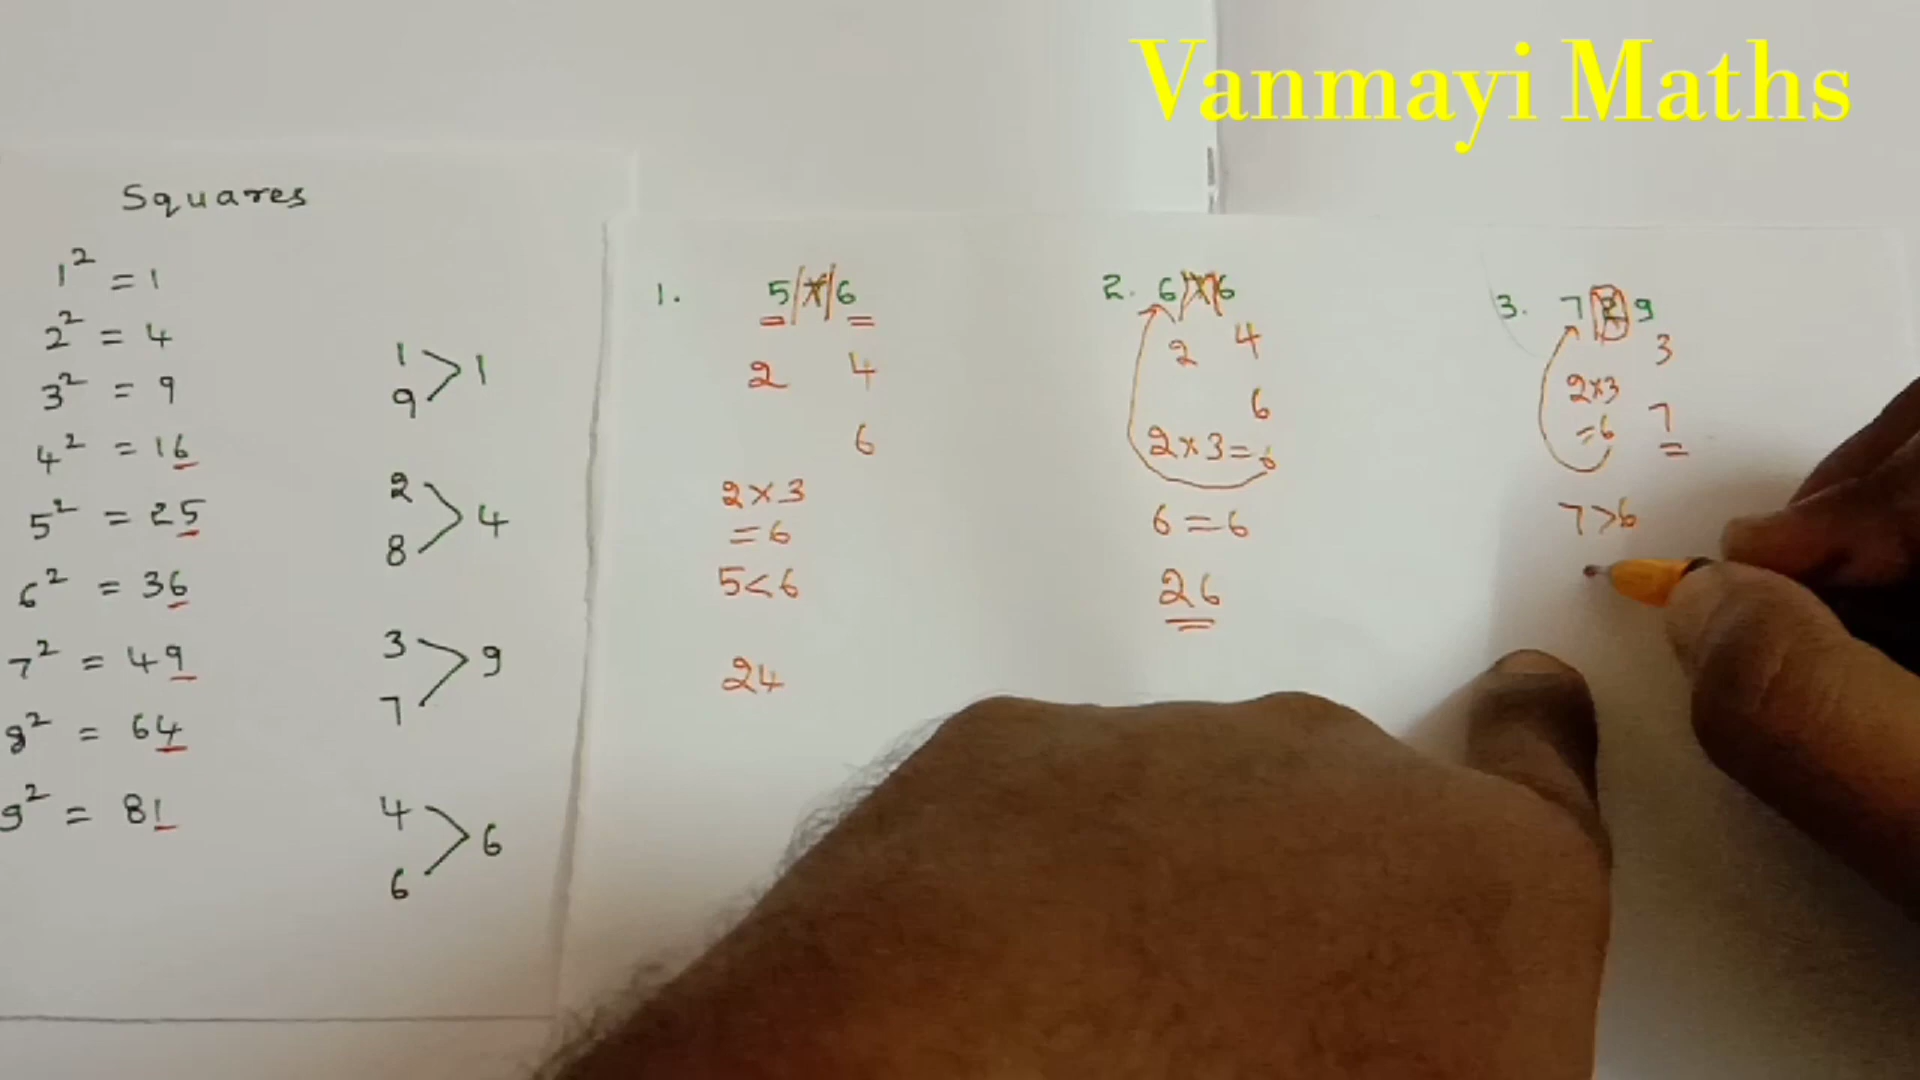 Vanmayi Maths
Squares
1² = 1
2² = 4
3² = 9
4² = 16
5² = 25
6² = 36
7² = 49
8² = 64
9² = 81
1
9 > 1
2
8 > 4
3
7 > 9
4
6 > 6
1. 5/7/6
2 4
6
2×3
=6
5<6
24
2. 6 6
2 4
6
2×3=6
6=6
26
3. 7 2 9
3
2×3
=6 7
7>6